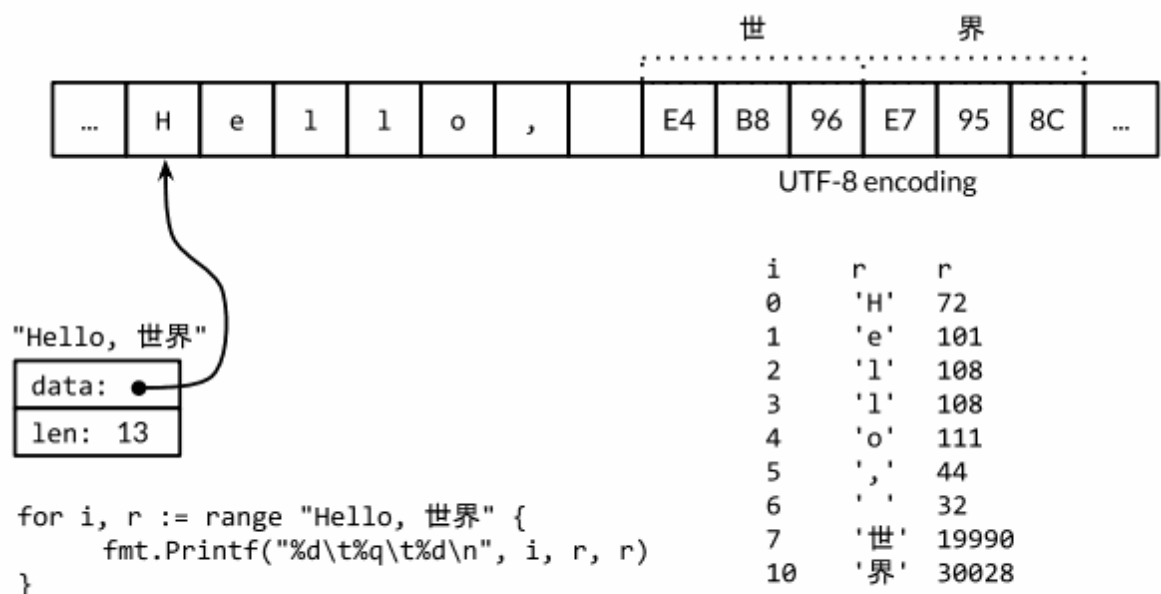 世 界
… H e l l o , E4 B8 96 E7 95 8C …
UTF-8 encoding
"Hello, 世界"
data:
len: 13
for i, r := range "Hello, 世界" {
fmt.Printf("%d\t%q\t%d\n", i, r, r)
}
i r r
0 'H' 72
1 'e' 101
2 'l' 108
3 'l' 108
4 'o' 111
5 ',' 44
6 ' ' 32
7 '世' 19990
10 '界' 30028